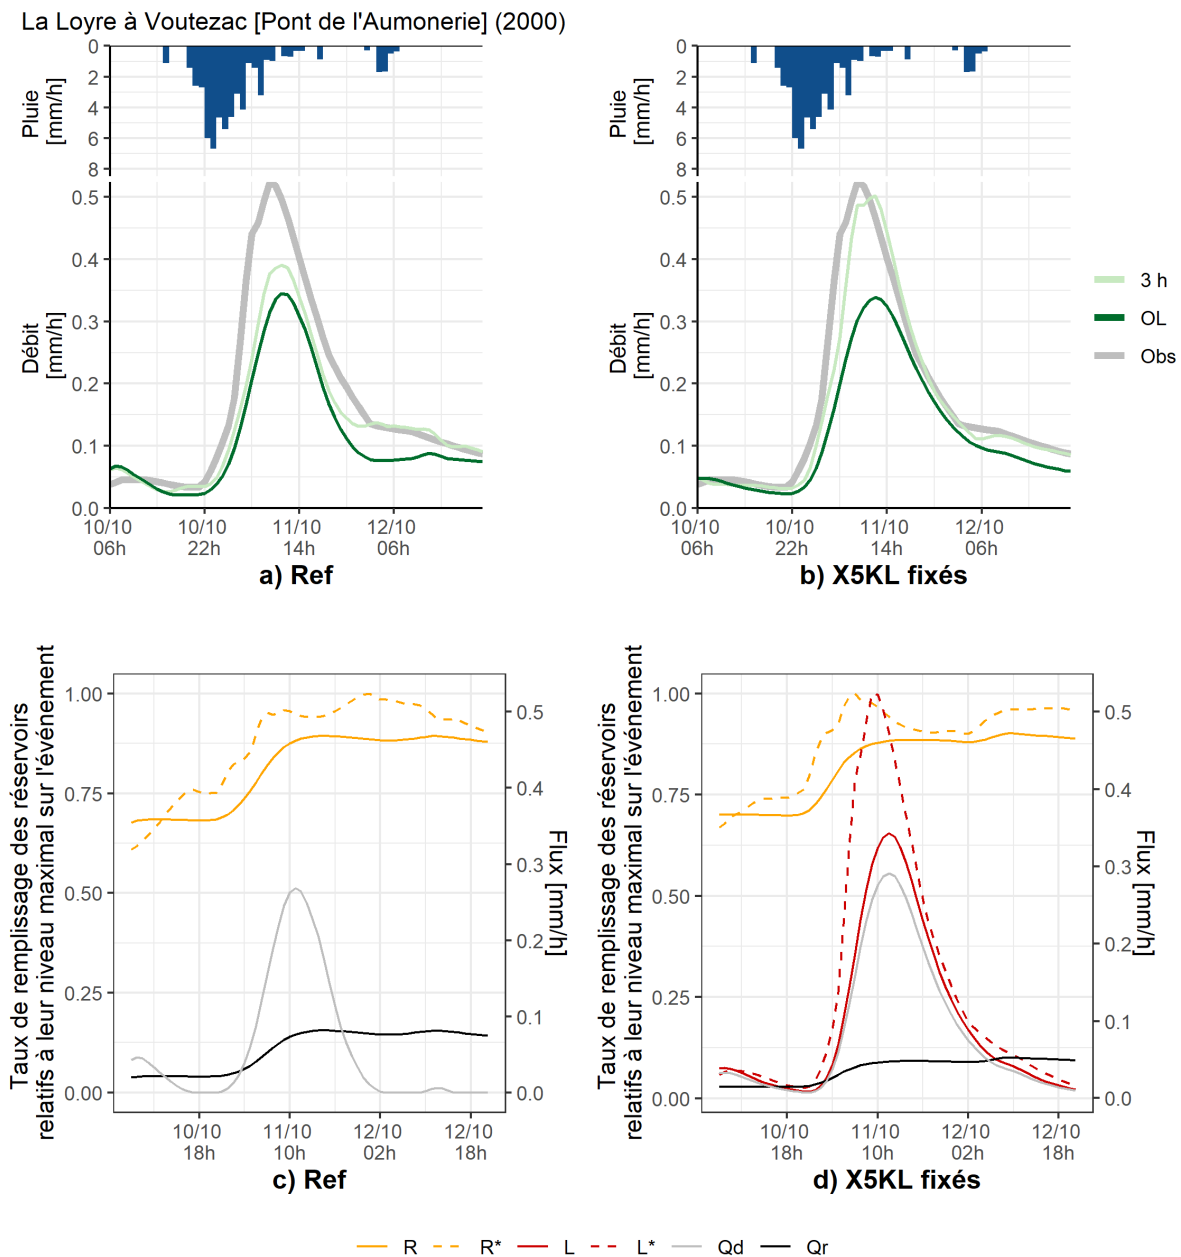 La Loyre à Voutezac [Pont de l'Aumonerie] (2000)
Pluie
[mm/h]
0
2
4
6
8
Débit
[mm/h]
0.5
0.4
0.3
0.2
0.1
0.0
10/10
06h
10/10
22h
11/10
14h
12/10
06h
a) Ref
Pluie
[mm/h]
0
2
4
6
8
Débit
[mm/h]
0.5
0.4
0.3
0.2
0.1
0.0
10/10
06h
10/10
22h
11/10
14h
12/10
06h
b) X5KL fixés
3 h
OL
Obs
Taux de remplissage des réservoirs
relatifs à leur niveau maximal sur l'événement
1.00
0.75
0.50
0.25
0.00
0.5
0.4
0.3
0.2
0.1
0.0
Flux [mm/h]
10/10
18h
11/10
10h
12/10
02h
12/10
18h
c) Ref
Taux de remplissage des réservoirs
relatifs à leur niveau maximal sur l'événement
1.00
0.75
0.50
0.25
0.00
0.5
0.4
0.3
0.2
0.1
0.0
Flux [mm/h]
10/10
18h
11/10
10h
12/10
02h
12/10
18h
d) X5KL fixés
R R* L L* Qd Qr